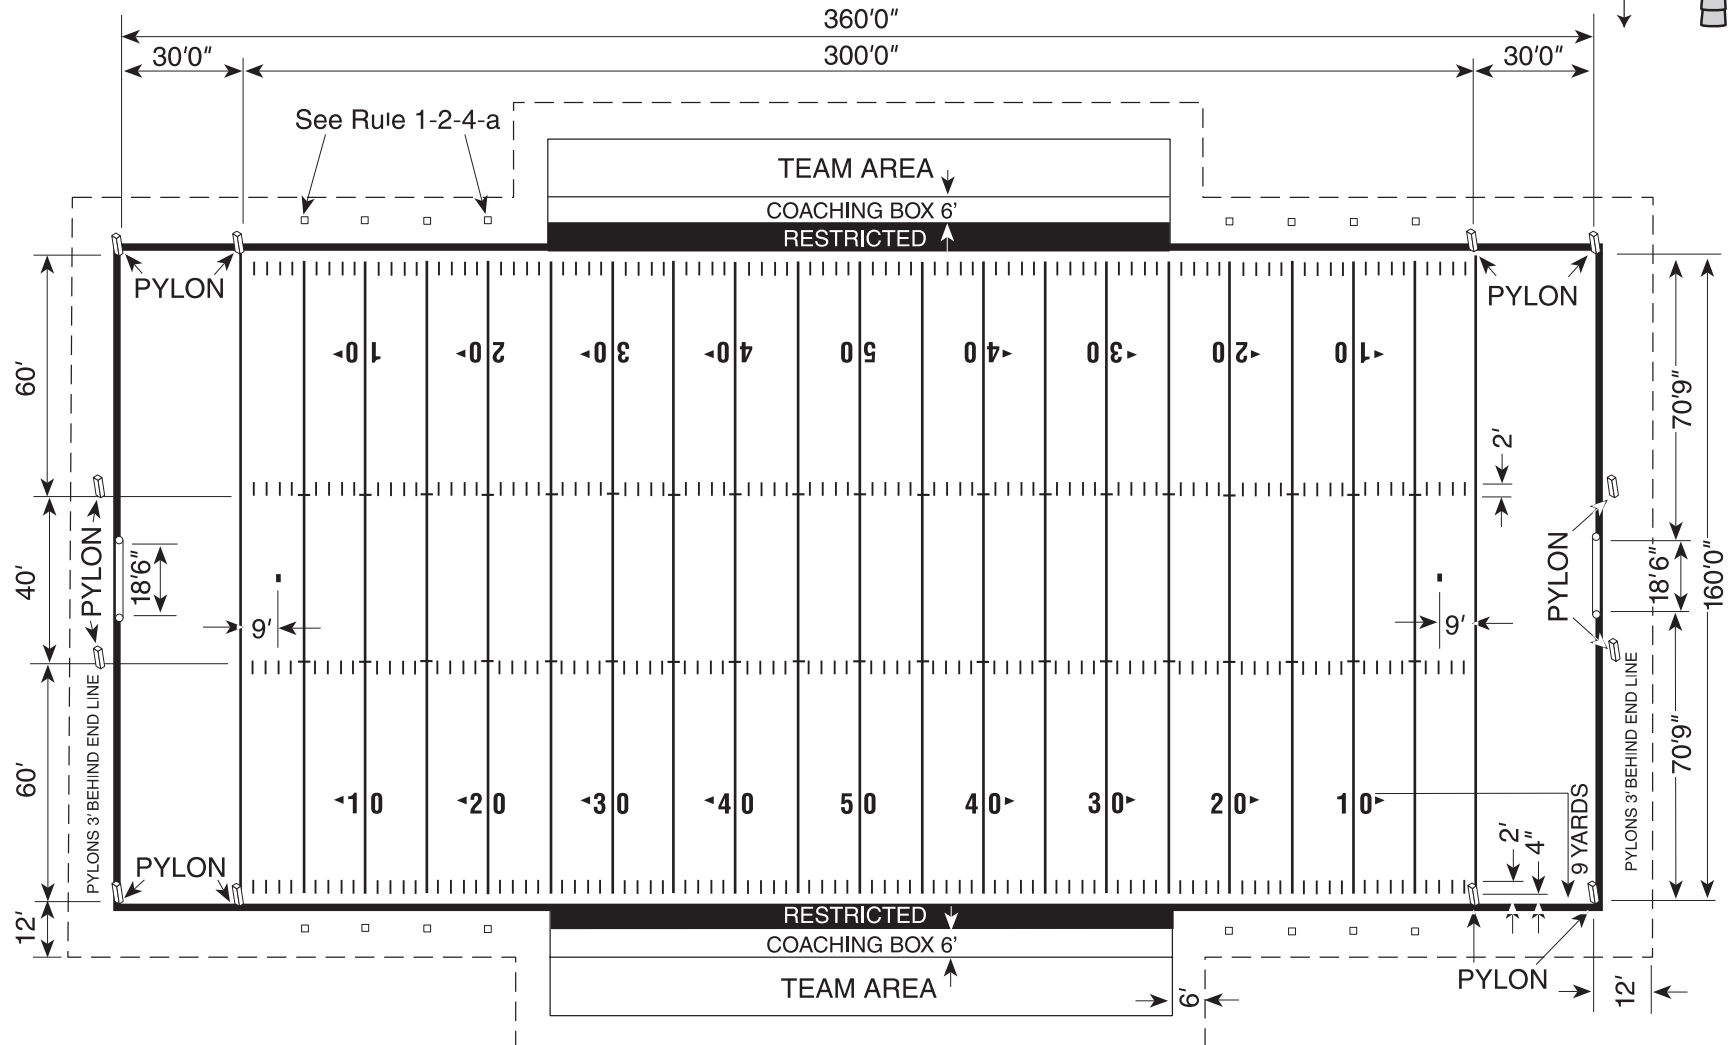 360'0"
30'0"
300'0"
30'0"
See Rule 1-2-4-a
TEAM AREA
COACHING BOX 6'
RESTRICTED
PYLON
PYLON
10
20
30
40
50
40
30
20
10
60'
40'
60'
12'
PYLON
18'6"
9'
PYLONS 3' BEHIND END LINE
2'
9'
PYLON
18'6"
70'9"
160'0"
70'9"
PYLONS 3' BEHIND END LINE
10
20
30
40
50
40
30
20
10
9 YARDS
2'
4"
PYLON
RESTRICTED
COACHING BOX 6'
TEAM AREA
6'
PYLON
12'